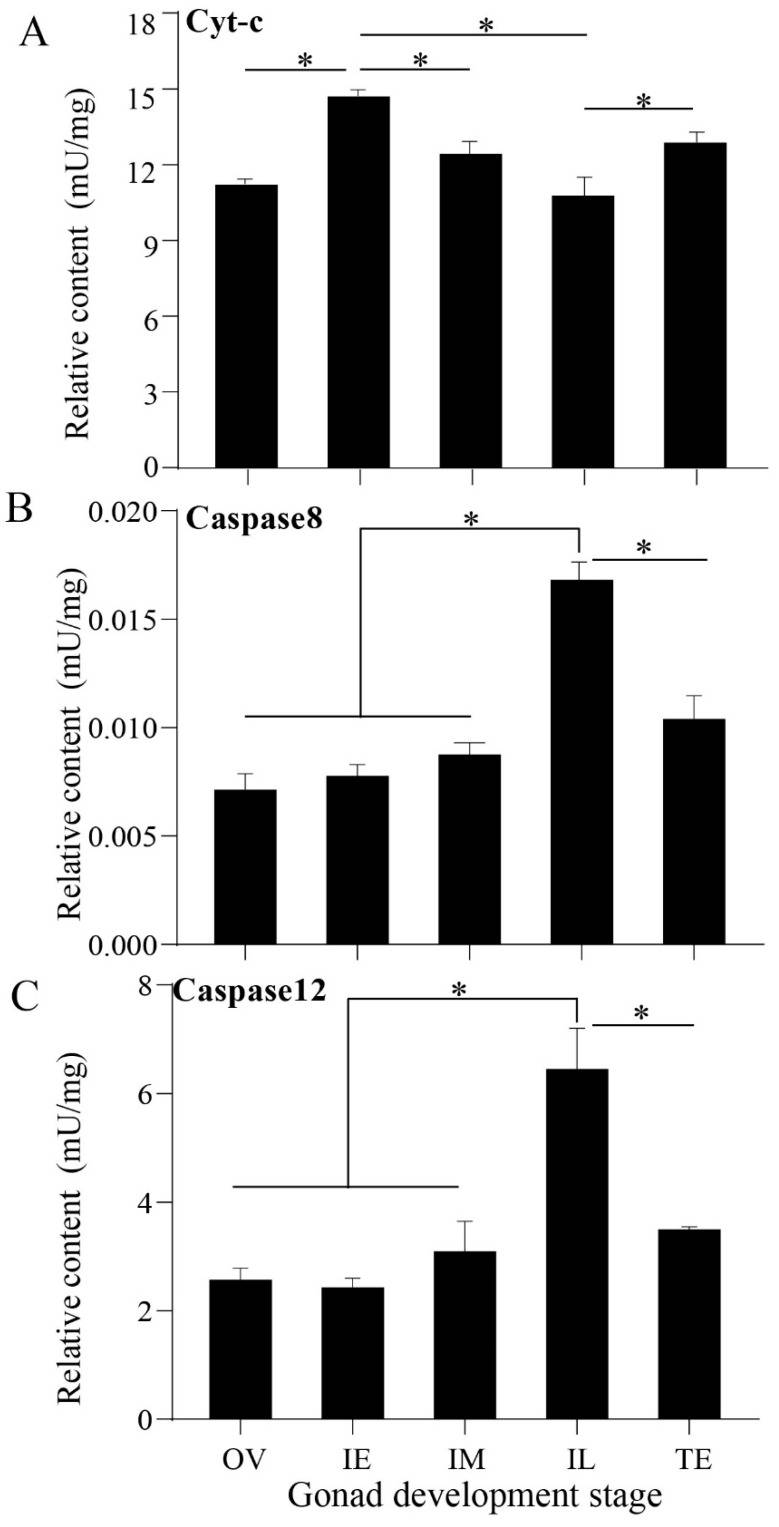 A
Cyt-c
18
15
12
9
6
3
0
Relative content (mU/mg)
*
*
*
*
B
Caspase8
0.020
0.015
0.010
0.005
0.000
Relative content (mU/mg)
*
*
C
Caspase12
8
6
4
2
0
Relative content (mU/mg)
*
*
OV IE IM IL TE
Gonad development stage